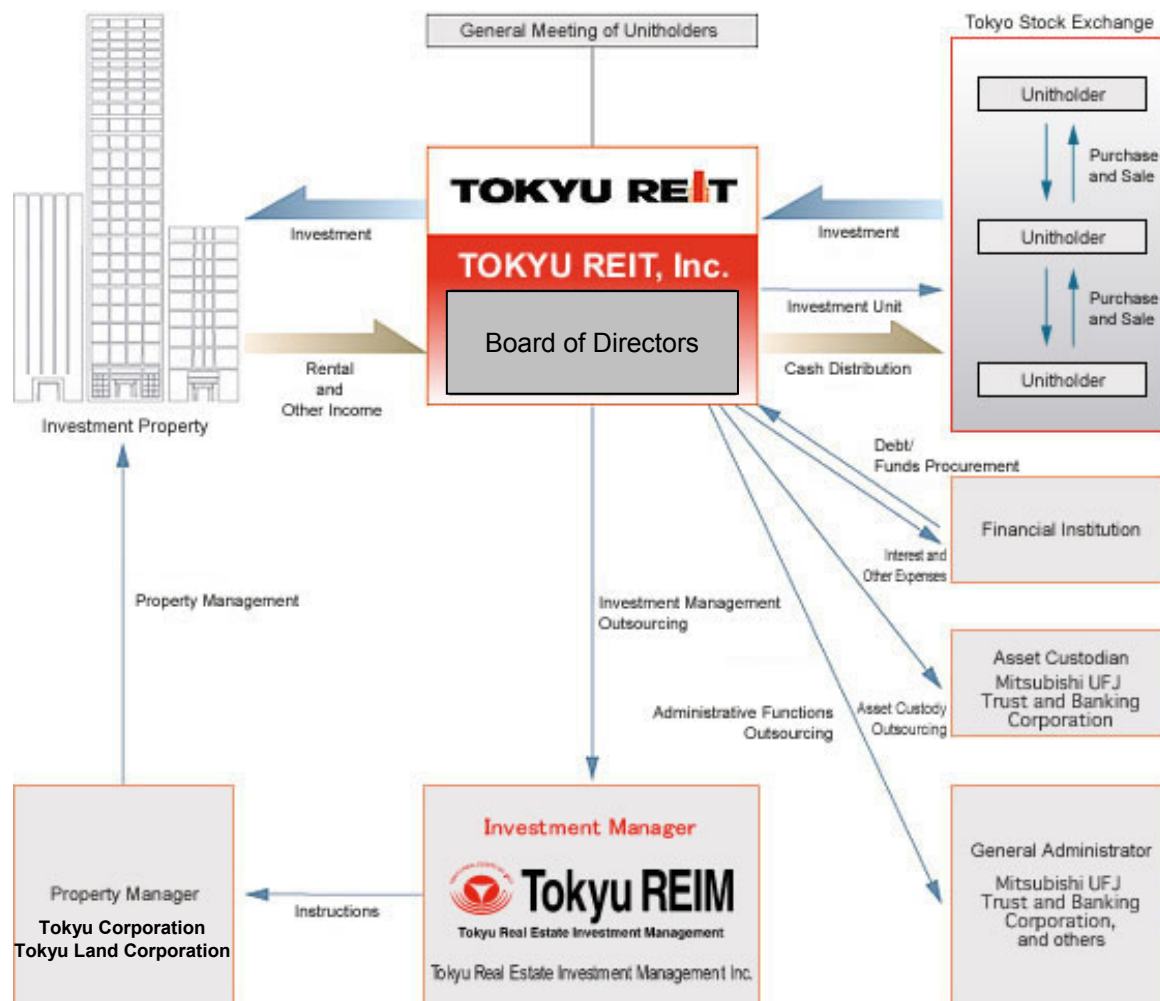 General Meeting of Unitholders
Tokyo Stock Exchange
Unitholder
Purchase
and Sale
Unitholder
Purchase
and Sale
Unitholder
TOKYU REIT
TOKYU REIT, Inc.
Board of Directors
Investment
Rental
and
Other Income
Investment Property
Investment
Investment Unit
Cash Distribution
Debt/
Funds Procurement
Interest and
Other Expenses
Financial Institution
Property Management
Investment Management
Outsourcing
Administrative Functions
Outsourcing
Asset Custody
Outsourcing
Asset Custodian
Mitsubishi UFJ
Trust and Banking
Corporation
Property Manager
Tokyu Corporation
Tokyu Land Corporation
Instructions
Investment Manager
Tokyu REIM
Tokyu Real Estate Investment Management
Tokyu Real Estate Investment Management Inc.
General Administrator
Mitsubishi UFJ
Trust and Banking
Corporation,
and others